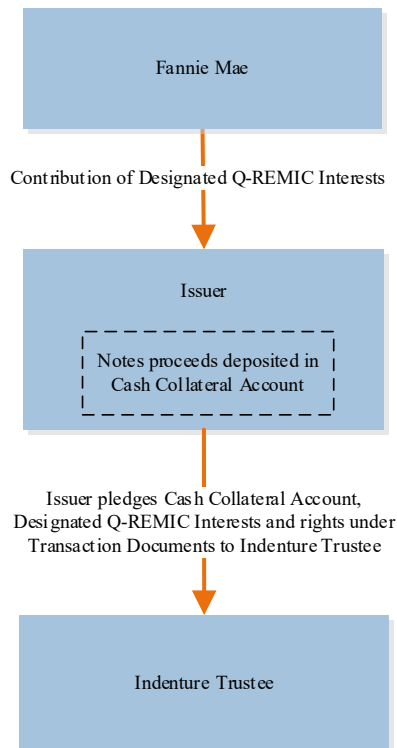 Fannie Mae
Contribution of Designated Q-REMIC Interests
Issuer
Notes proceeds deposited in
Cash Collateral Account
Issuer pledges Cash Collateral Account,
Designated Q-REMIC Interests and rights under
Transaction Documents to Indenture Trustee
Indenture Trustee